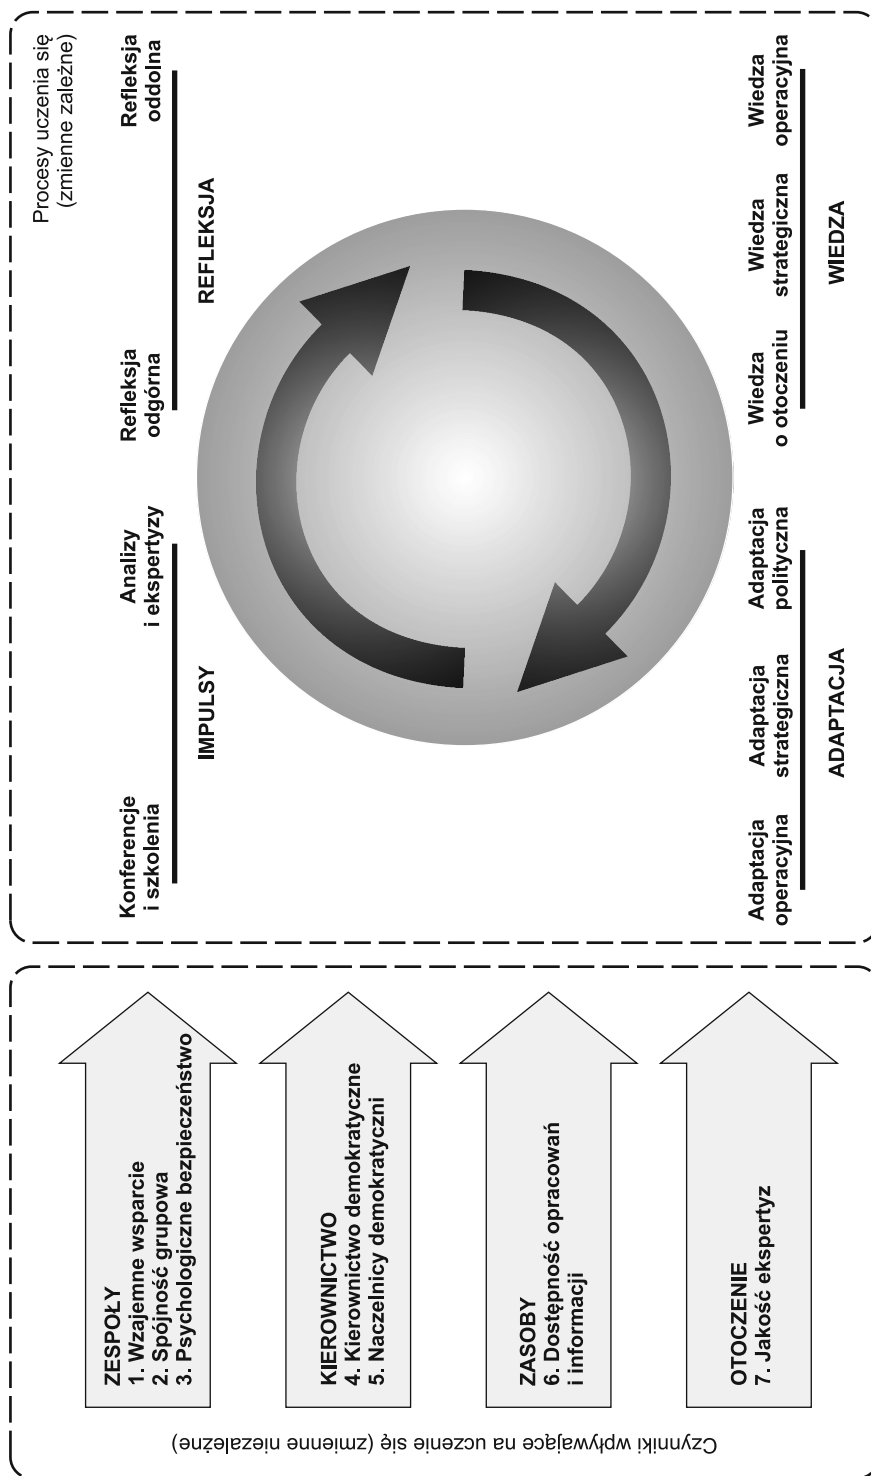 Czynniki wpływające na uczenie się (zmienne niezależne)
ZESPOŁY
1. Wzajemne wsparcie
2. Spójność grupowa
3. Psychologiczne bezpieczeństwo
KIEROWNICTWO
4. Kierownictwo demokratyczne
5. Naczelnicy demokratyczni
ZASOBY
6. Dostępność opracowań
i informacji
OTOCZENIE
7. Jakość ekspertyz
Procesy uczenia się
(zmienne zależne)
Konferencje
i szkolenia
Analizy
i ekspertyzy
IMPULSY
Refleksja
odgórna
Refleksja
oddolna
REFLEKSJA
Adaptacja
operacyjna
Adaptacja
strategiczna
Adaptacja
polityczna
ADAPTACJA
Wiedza
o otoczeniu
Wiedza
strategiczna
Wiedza
operacyjna
WIEDZA